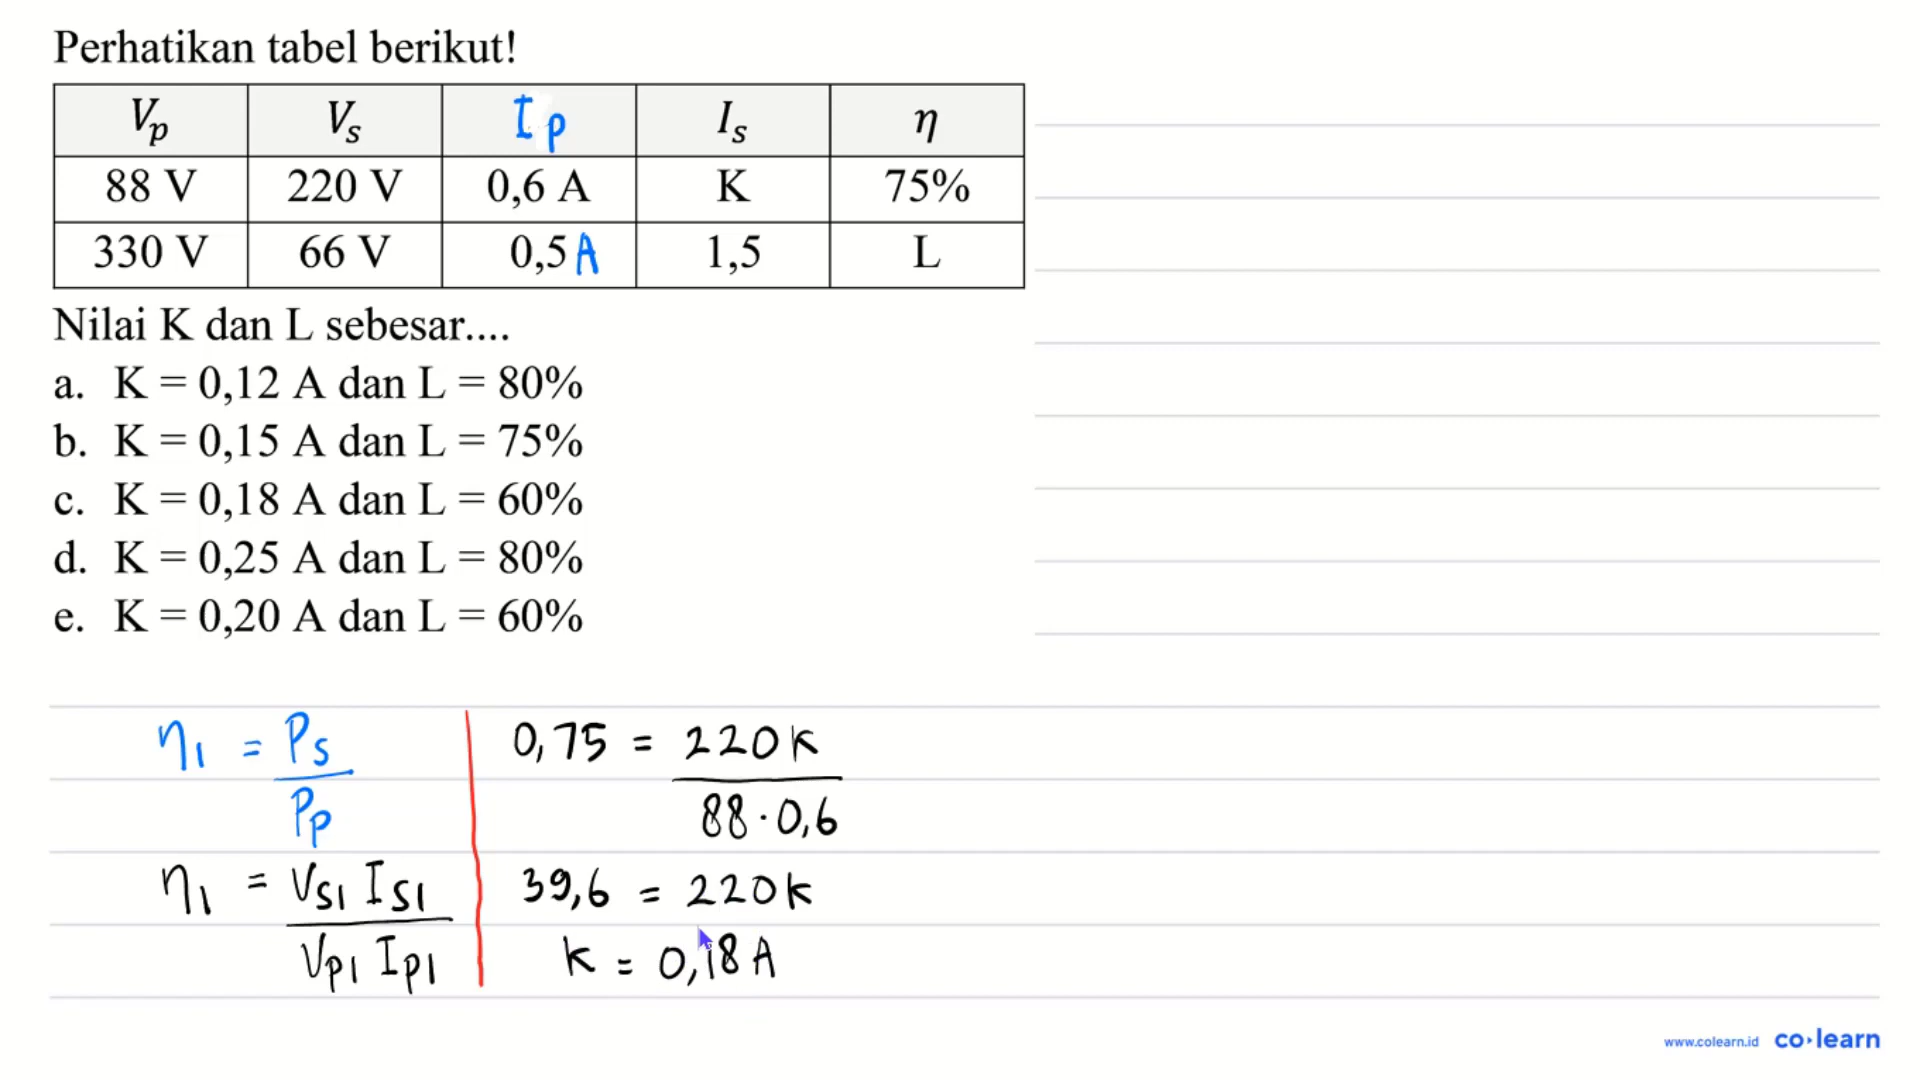 Perhatikan tabel berikut!
Vp Vs Ip Is η
88 V 220 V 0,6 A K 75%
330 V 66 V 0,5 A 1,5 L
Nilai K dan L sebesar....
a. K = 0,12 A dan L = 80%
b. K = 0,15 A dan L = 75%
c. K = 0,18 A dan L = 60%
d. K = 0,25 A dan L = 80%
e. K = 0,20 A dan L = 60%
η1 = Ps
Pp
η1 = Vs1 Is1
Vp1 Ip1
0,75 = 220K
88 · 0,6
39,6 = 220K
K = 0,18 A
www.colearn.id co·learn